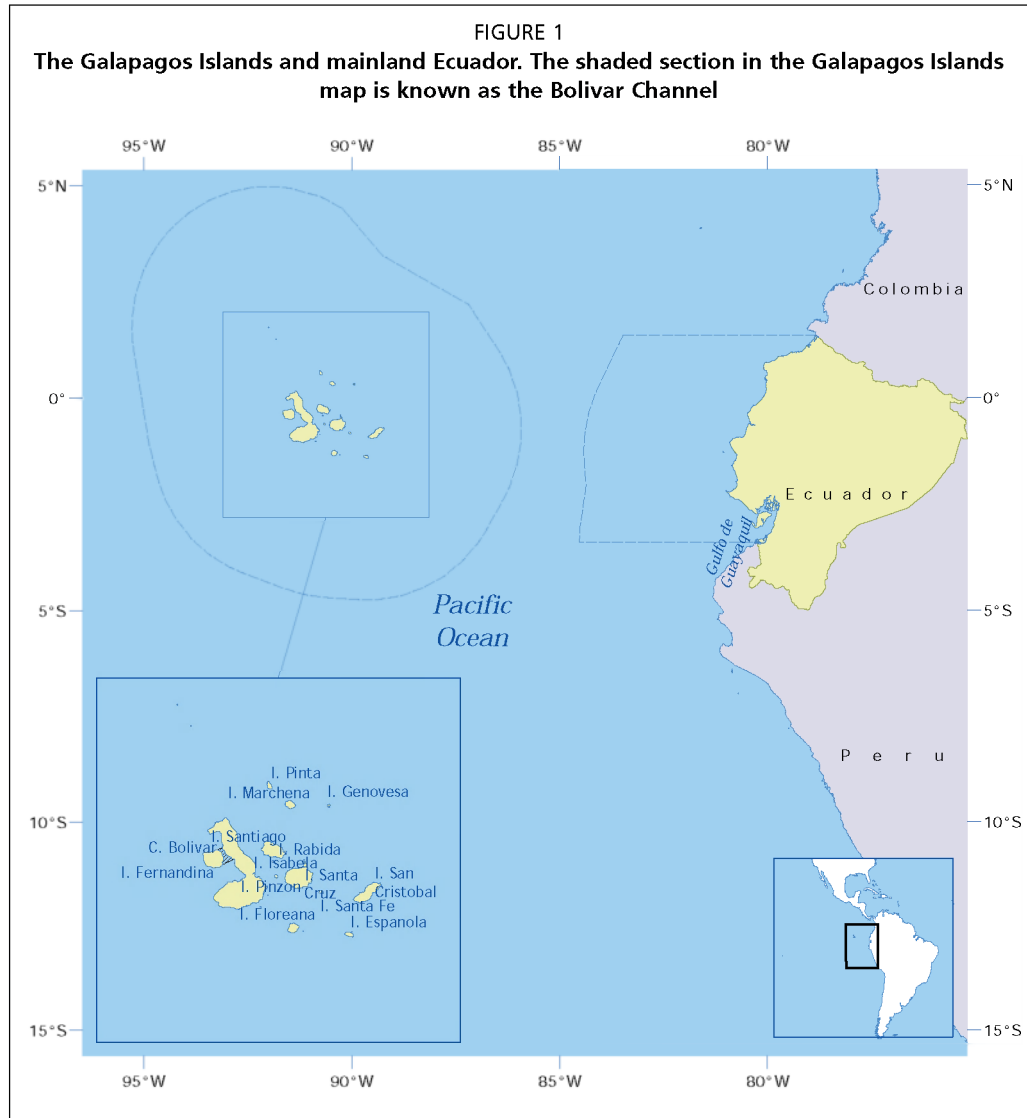 FIGURE 1
The Galapagos Islands and mainland Ecuador. The shaded section in the Galapagos Islands
map is known as the Bolivar Channel
95°W 90°W 85°W 80°W
5°N 5°N
Colombia
0° 0°
Ecuador
Gulfo de
Guayaquil
5°S 5°S
Pacific
Ocean
Peru
I. Pinta
I. Marchena I. Genovesa
10°S 10°S
I. Santiago
C. Bolivar I. Rabida
I. Isabela
I. Fernandina I. Santa I. San
I. Pinzon Cruz Cristobal
I. Santa Fe
I. Floreana I. Espanola
15°S 15°S
95°W 90°W 85°W 80°W